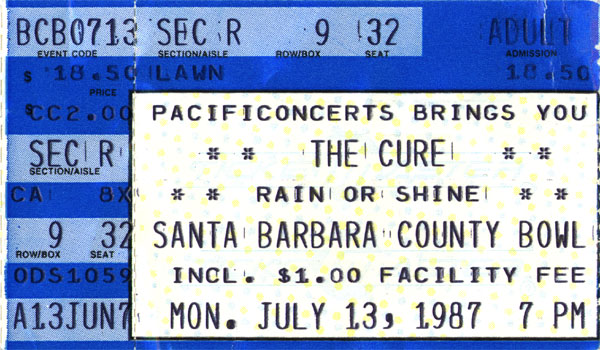 BCB0713 SEC R 9 32 ADULT
EVENT CODE SECTION/AISLE ROW/BOX SEAT ADMISSION
$ 18.50 LAWN 18.50
PRICE
CC2.00
PACIFICONCERTS BRINGS YOU
SEC R
SECTION/AISLE
* * THE CURE * *
CA 8X
* * RAIN OR SHINE * *
9 32
ROW/BOX SEAT
SANTA BARBARA COUNTY BOWL
ODS1059
INCL. $1.00 FACILITY FEE
A13JUN7
MON. JULY 13, 1987 7 PM